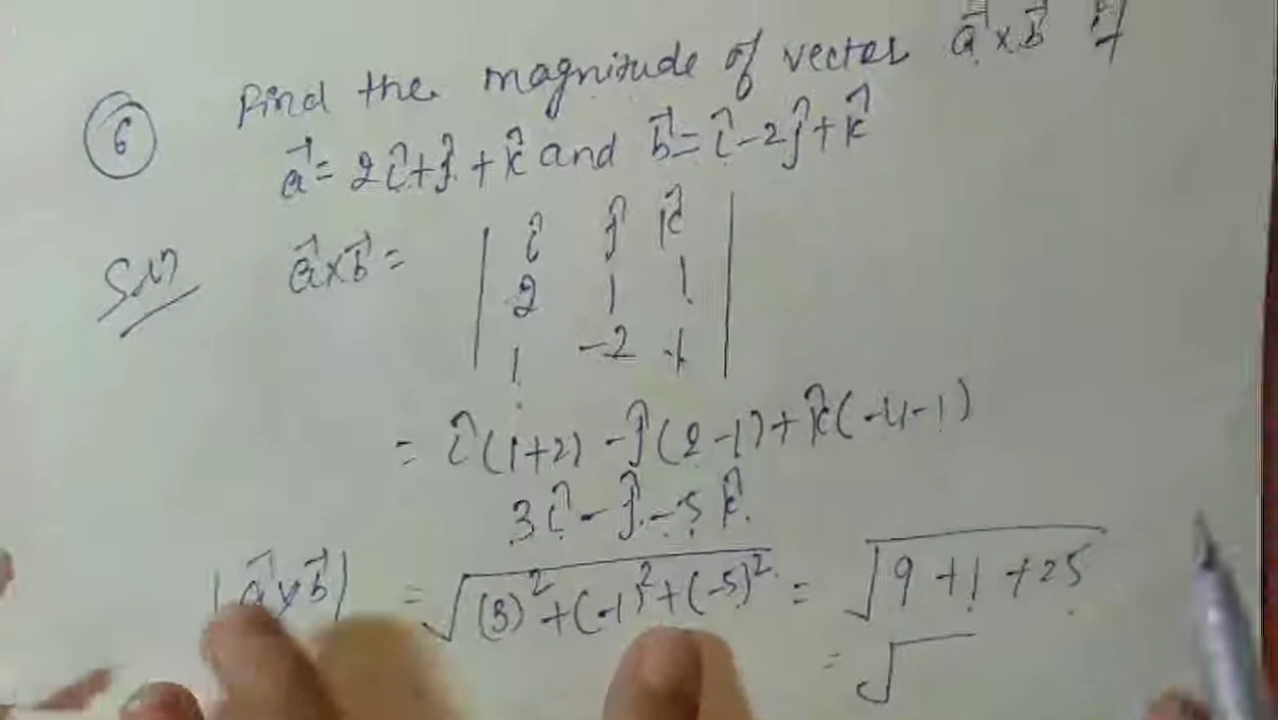 6 Find the magnitude of vector a⃗×b⃗ if
a⃗= 2î+ĵ+k̂ and b⃗=î-2ĵ+k̂
Soln a⃗×b⃗= | î ĵ k̂ |
2 1 1
1 -2 1
= î(1+2) -ĵ(2-1)+k̂(-4-1)
3î-ĵ-5k̂
|a⃗×b⃗| = √(3)²+(-1)²+(-5)² = √9+1+25
= √